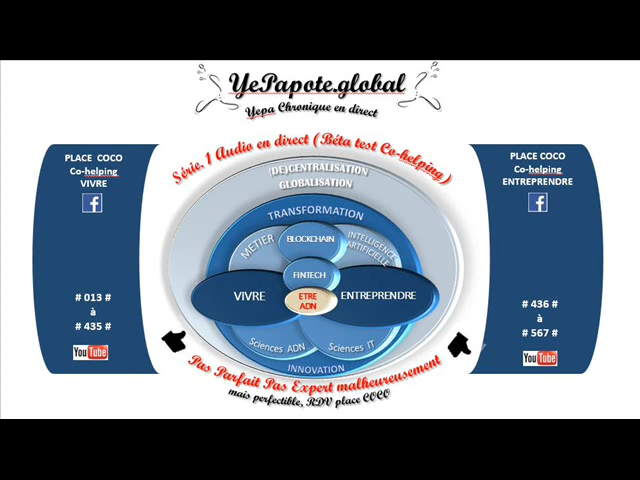 YePapote.global
Yepa Chronique en direct
Série, 1 Audio en direct (Béta test Co-helping)
(DE)CENTRALISATION
GLOBALISATION
TRANSFORMATION
METIER
BLOCKCHAIN
INTELLIGENCE
ARTIFICIELLE
FINTECH
VIVRE
ETRE
ADN
ENTREPRENDRE
Sciences ADN
Sciences IT
INNOVATION
Pas Parfait Pas Expert malheureusement
mais perfectible, RDV place COCO
PLACE COCO
Co-helping
VIVRE
f
# 013 #
à
# 435 #
YouTube
PLACE COCO
Co-helping
ENTREPRENDRE
f
# 436 #
à
# 567 #
YouTube